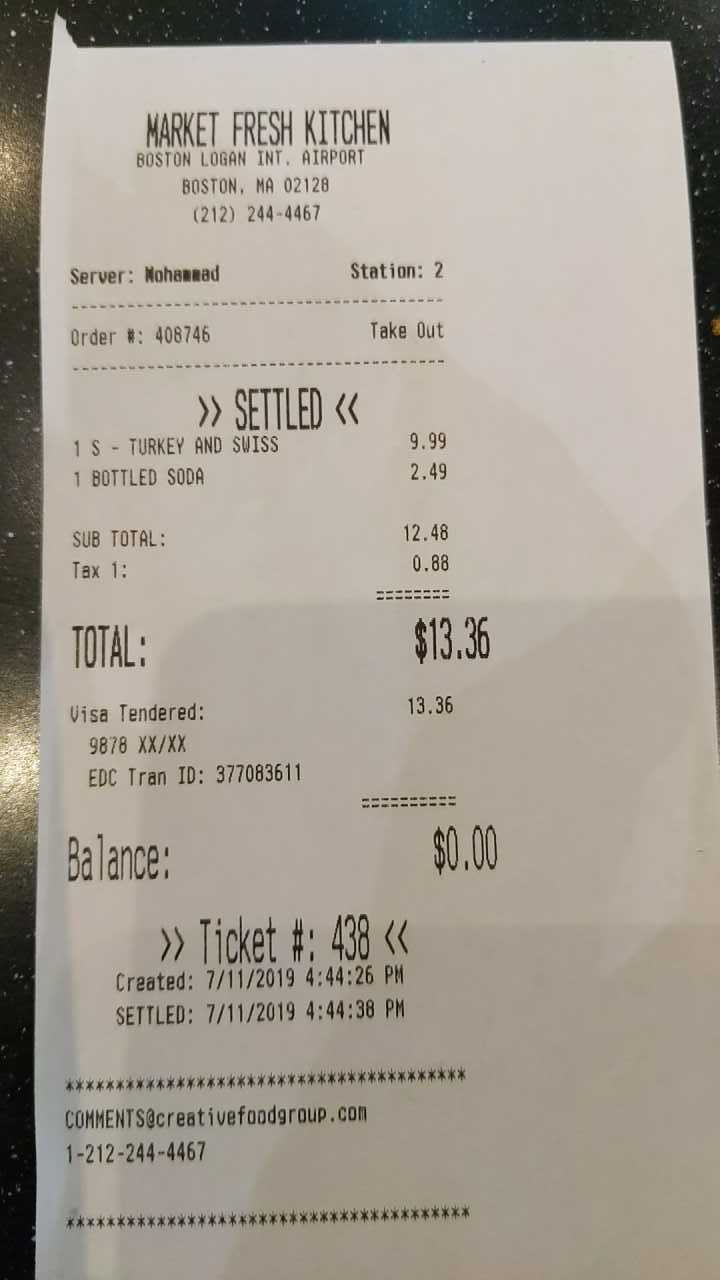 MARKET FRESH KITCHEN
BOSTON LOGAN INT. AIRPORT
BOSTON, MA 02128
(212) 244-4467
Server: Mohammad Station: 2
----------------------------------------
Order #: 408746 Take Out
----------------------------------------
>> SETTLED <<
1 S - TURKEY AND SWISS 9.99
1 BOTTLED SODA 2.49
SUB TOTAL: 12.48
Tax 1: 0.88
========
TOTAL: $13.36
Visa Tendered: 13.36
9878 XX/XX
EDC Tran ID: 377083611
==========
Balance: $0.00
>> Ticket #: 438 <<
Created: 7/11/2019 4:44:26 PM
SETTLED: 7/11/2019 4:44:38 PM
****************************************
COMMENTS@creativefoodgroup.com
1-212-244-4467
****************************************